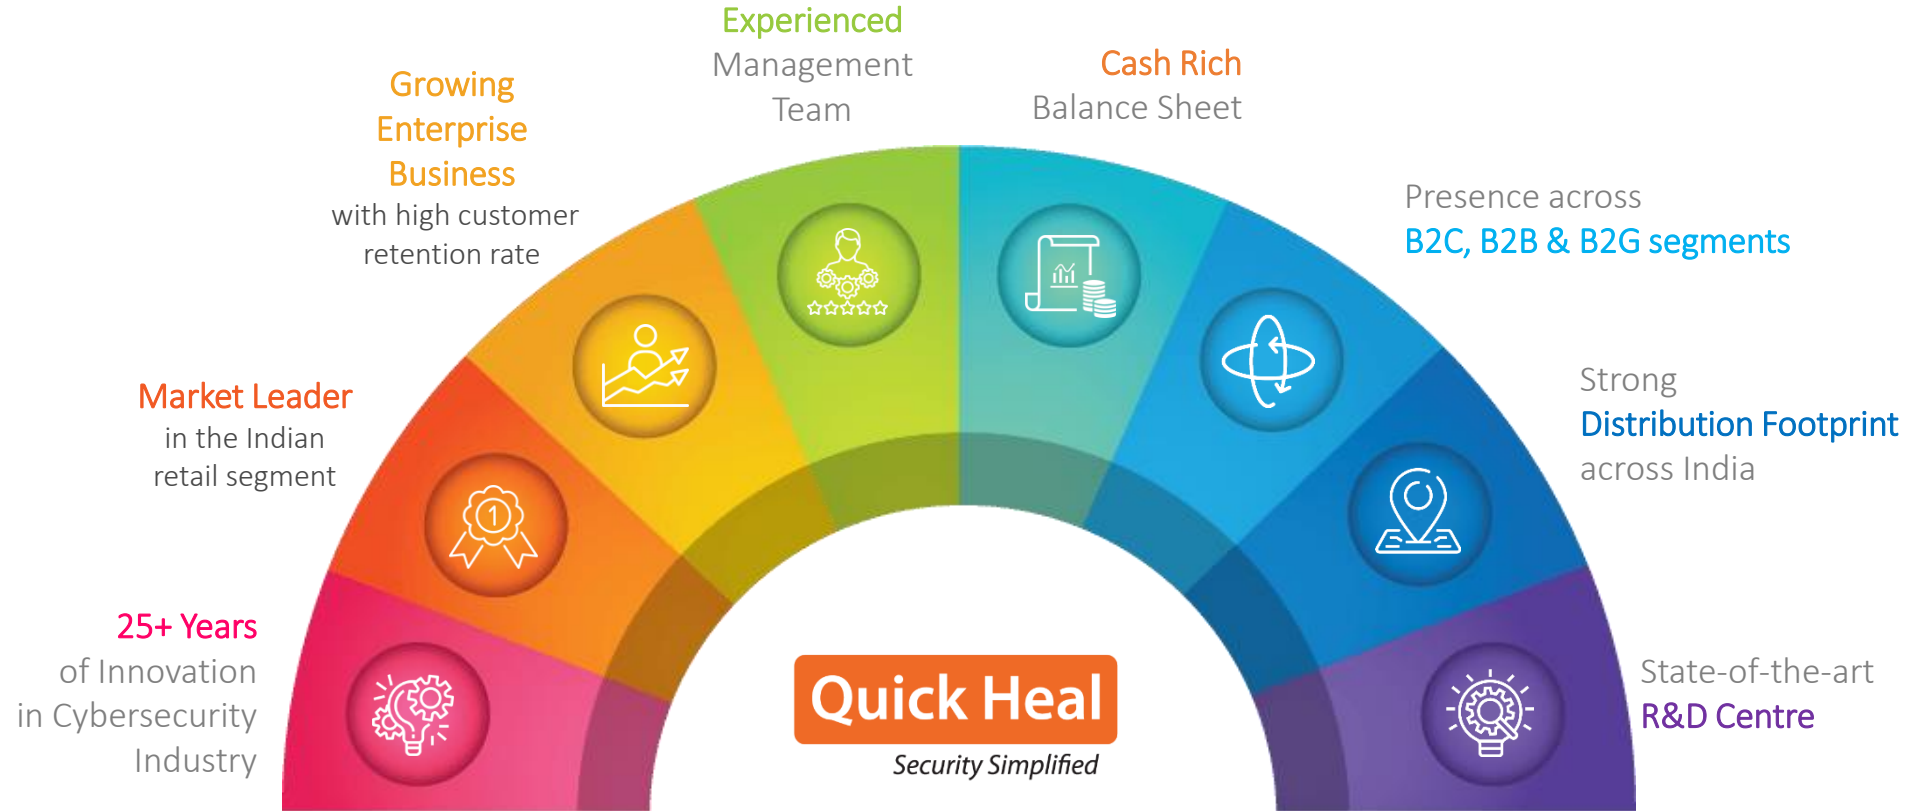 25+ Years
of Innovation
in Cybersecurity
Industry
Market Leader
in the Indian
retail segment
Growing
Enterprise
Business
with high customer
retention rate
Experienced
Management
Team
Cash Rich
Balance Sheet
Presence across
B2C, B2B & B2G segments
Strong
Distribution Footprint
across India
State-of-the-art
R&D Centre
1
Quick Heal
Security Simplified